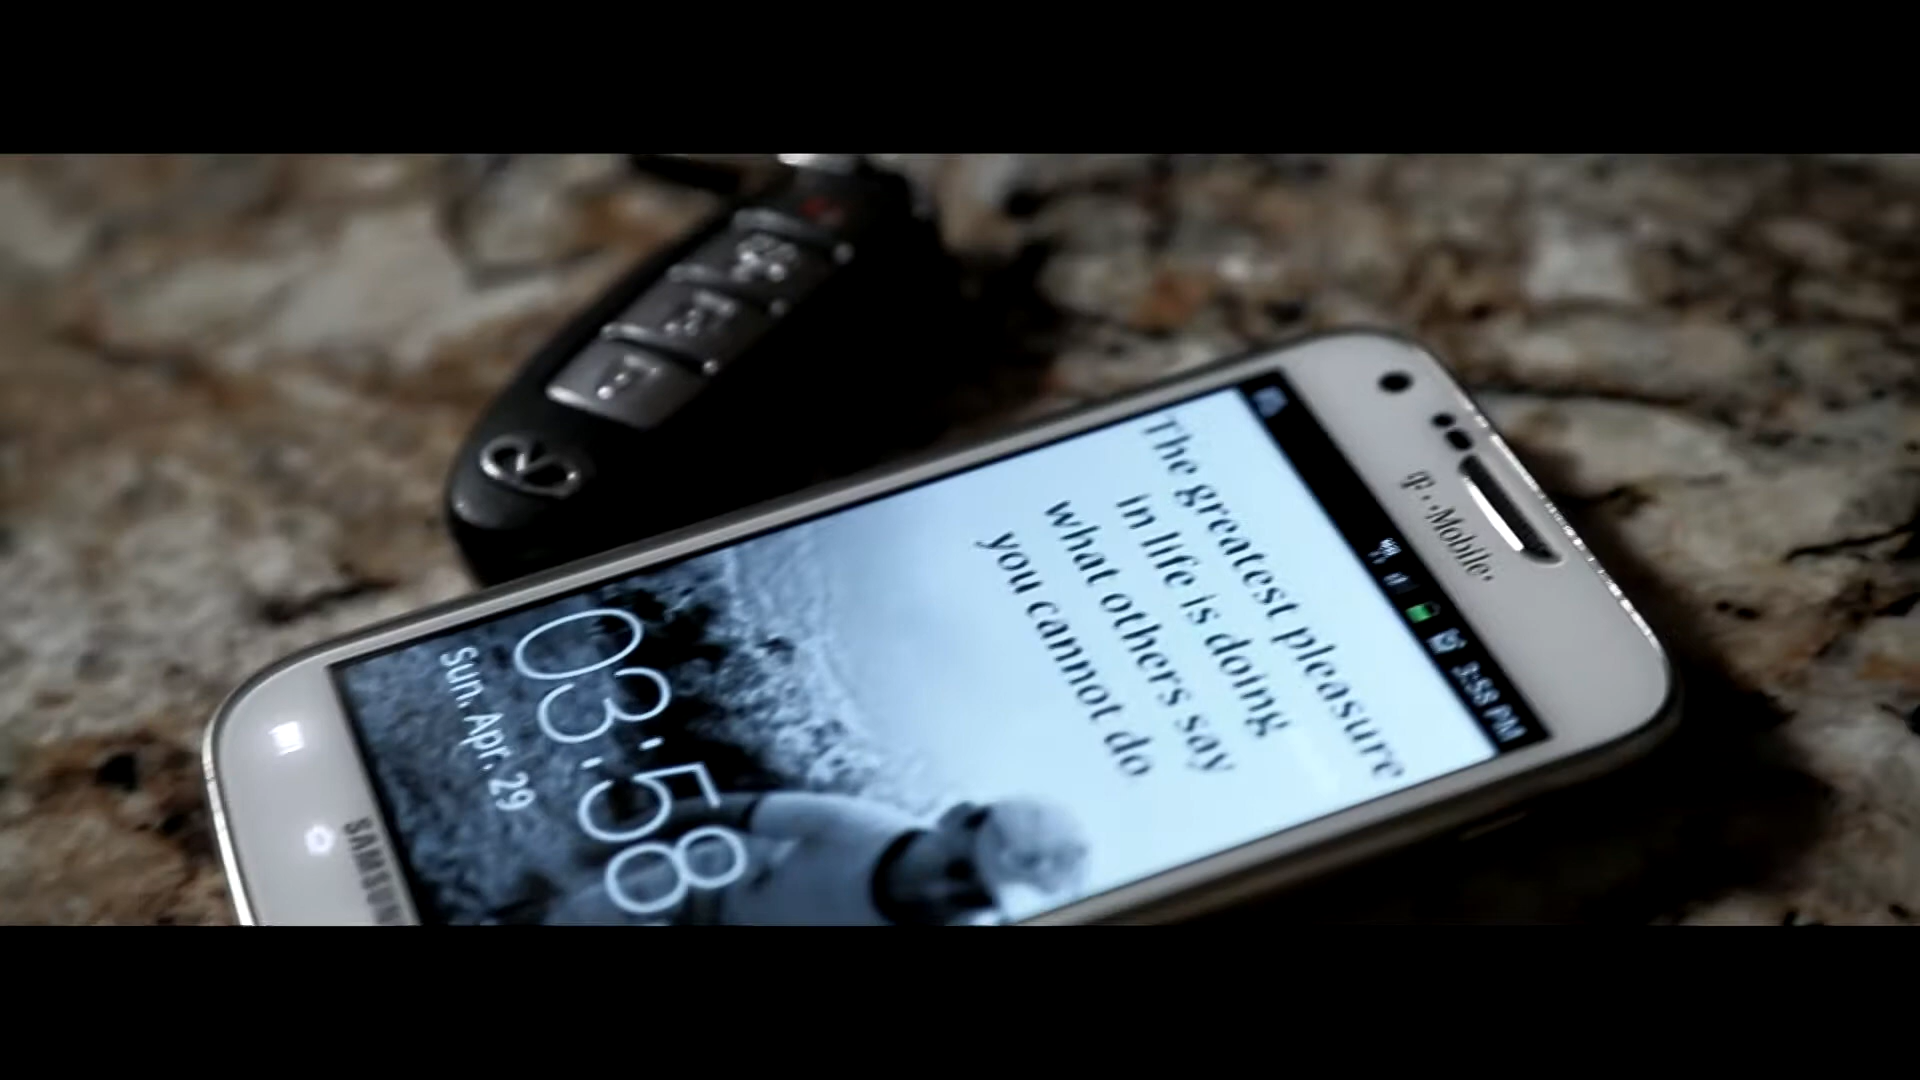 T··Mobile·
3:58 PM
The greatest pleasure
in life is doing
what others say
you cannot do
03:58
Sun, Apr. 29
SAMSUNG